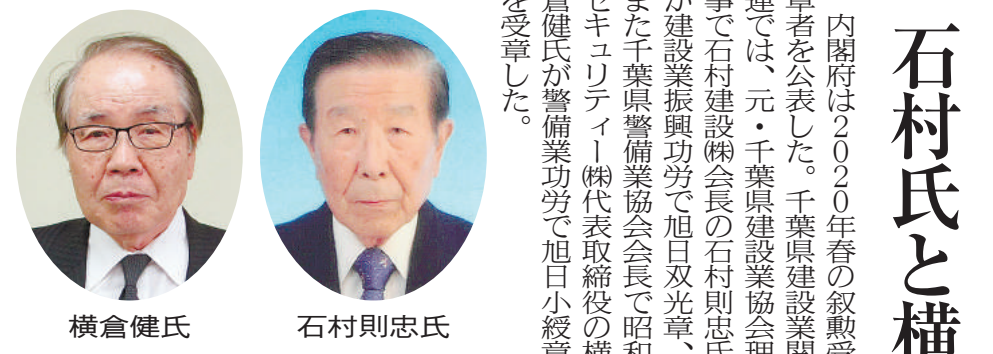 石村氏と横
内閣府は2020年春の叙勲受
章者を公表した。千葉県建設業関
連では、元・千葉県建設業協会理
事で石村建設㈱会長の石村則忠氏
が建設業振興功労で旭日双光章、
また千葉県警備業協会会長で昭和
セキュリティー㈱代表取締役の横
倉健氏が警備業功労で旭日小綬章
を受章した。
石村則忠氏
横倉健氏